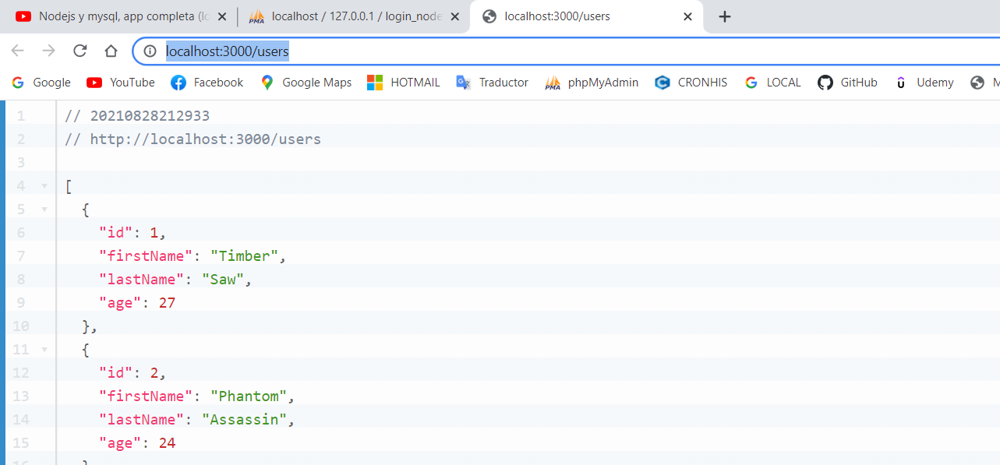 Nodejs y mysql, app completa (lo
localhost / 127.0.0.1 / login_node
localhost:3000/users
localhost:3000/users
Google YouTube Facebook Google Maps HOTMAIL Traductor phpMyAdmin CRONHIS LOCAL GitHub Udemy M
1 // 20210828212933
2 // http://localhost:3000/users
3
4 [
5 {
6 "id": 1,
7 "firstName": "Timber",
8 "lastName": "Saw",
9 "age": 27
10 },
11 {
12 "id": 2,
13 "firstName": "Phantom",
14 "lastName": "Assassin",
15 "age": 24
16 }